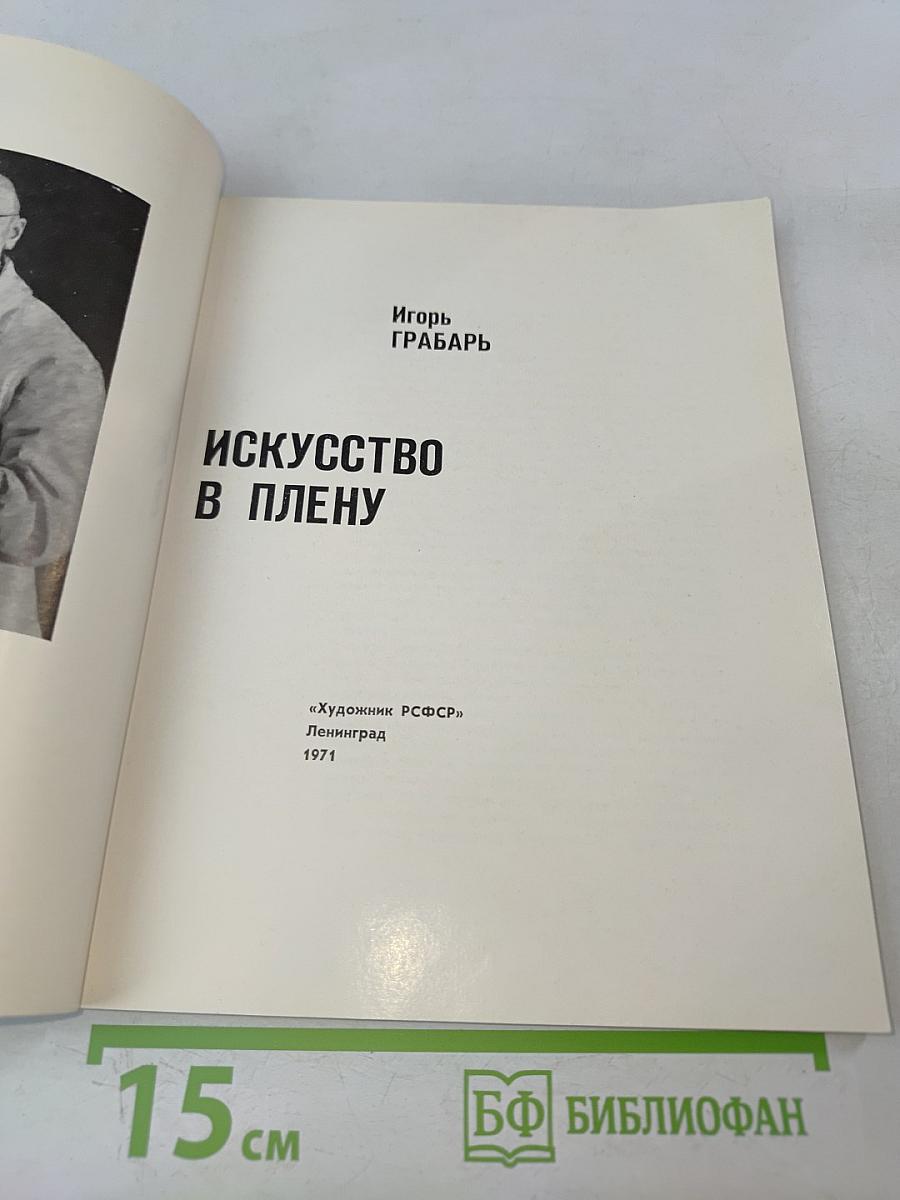 Игорь
ГРАБАРЬ
ИСКУССТВО
В ПЛЕНУ
«Художник РСФСР»
Ленинград
1971
15 см
БФ БИБЛИОФАН